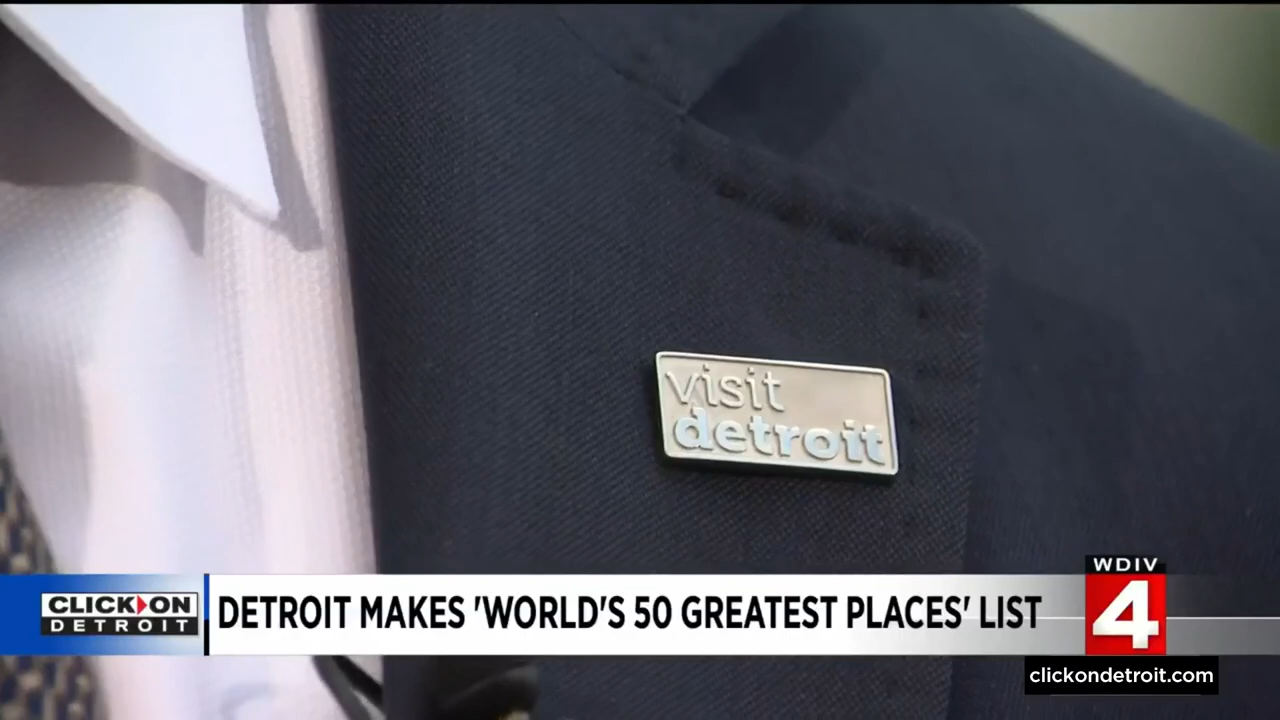 visit
detroit
CLICK ON
DETROIT
DETROIT MAKES 'WORLD'S 50 GREATEST PLACES' LIST
WDIV
4
clickondetroit.com